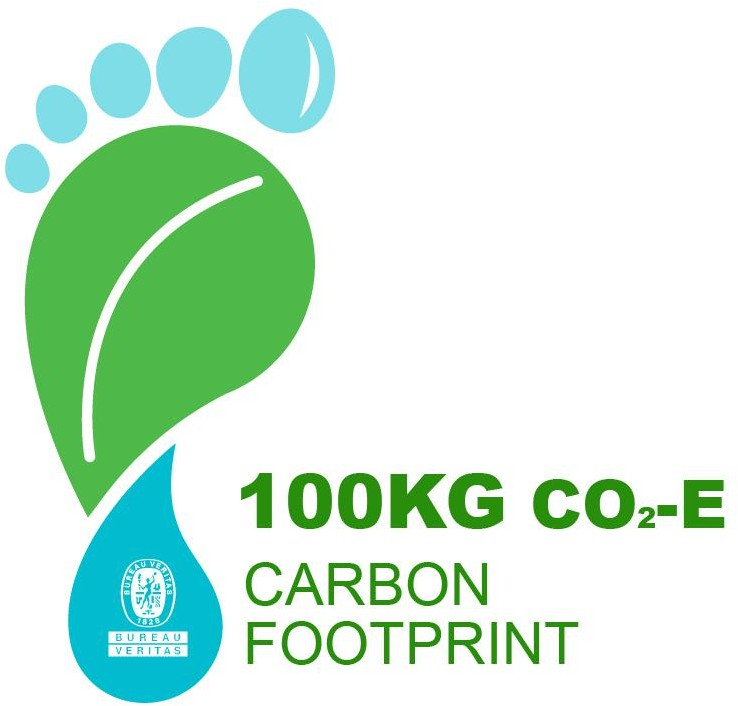 100KG CO₂-E
CARBON
FOOTPRINT
BUREAU VERITAS
1828
BUREAU
VERITAS